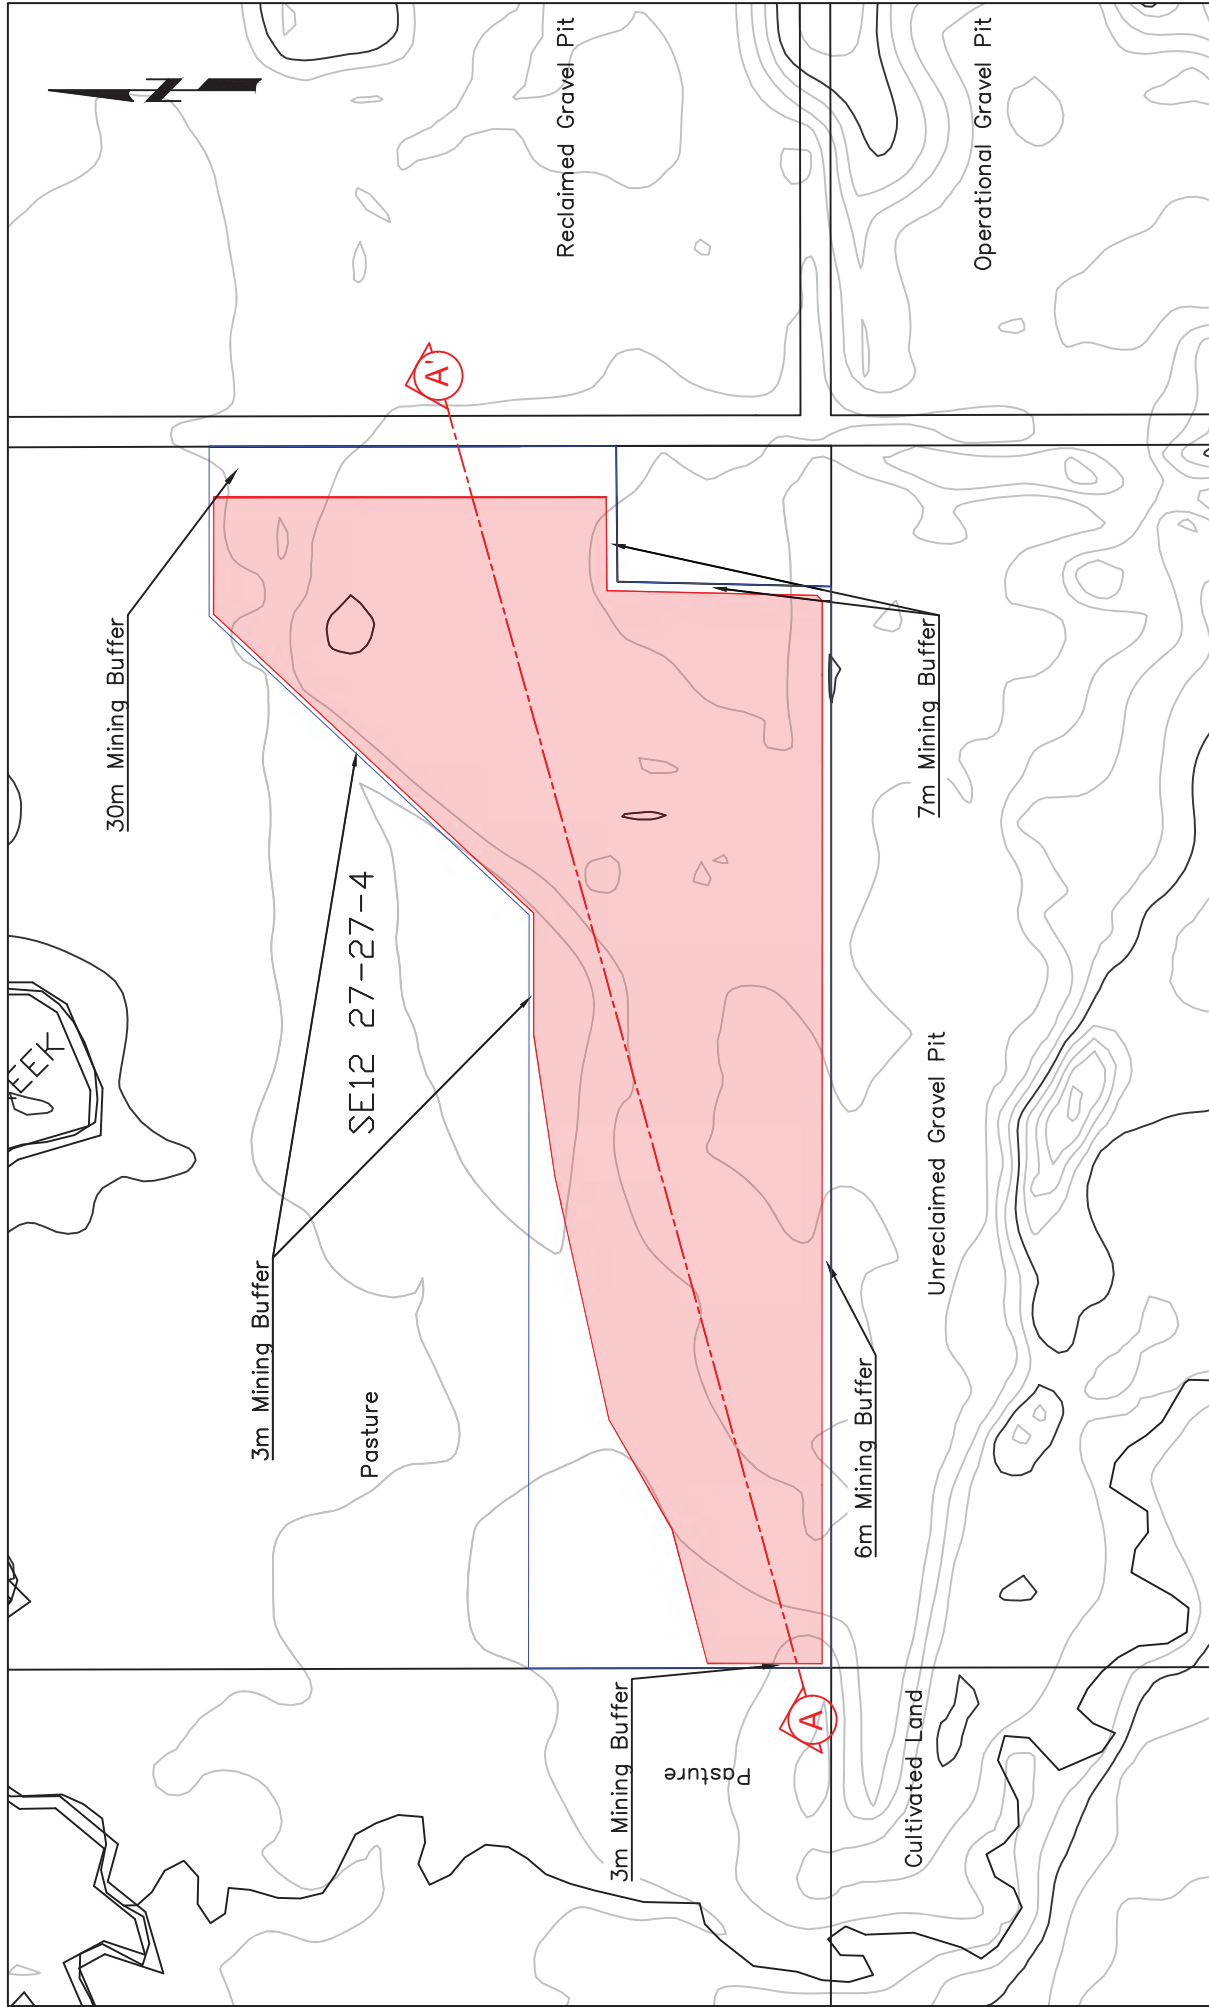 EEK
30m Mining Buffer
3m Mining Buffer
SE12 27-27-4
Pasture
Reclaimed Gravel Pit
Operational Gravel Pit
A'
7m Mining Buffer
Unreclaimed Gravel Pit
6m Mining Buffer
3m Mining Buffer
Pasture
A
Cultivated Land
N